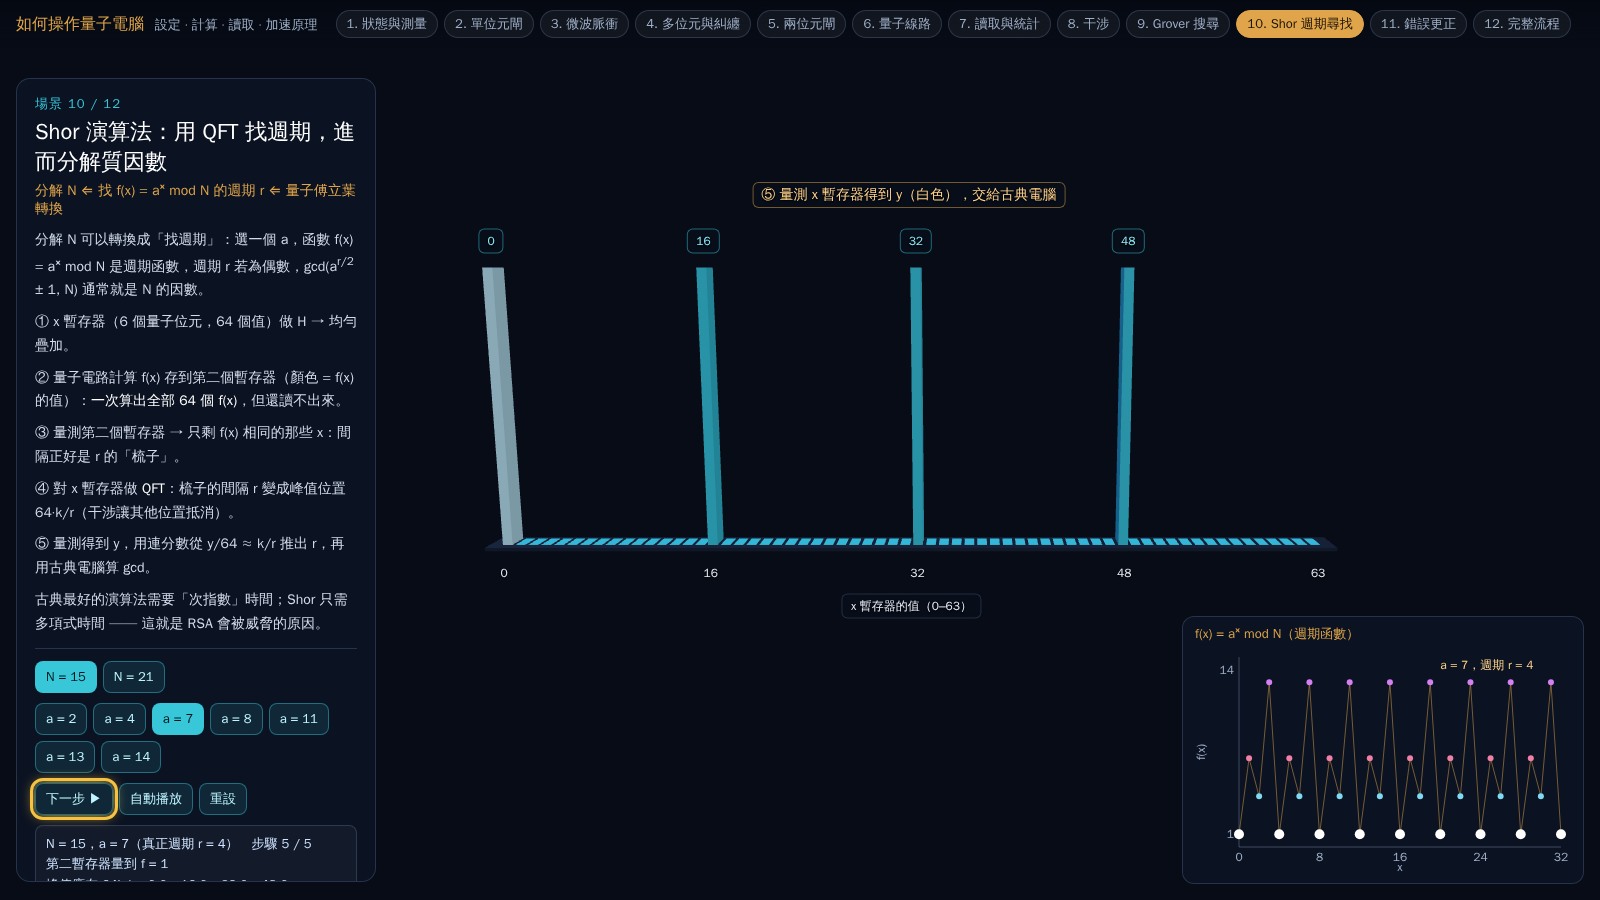 如何操作量子電腦 設定 · 計算 · 讀取 · 加速原理 1. 狀態與測量 2. 單位元閘 3. 微波脈衝 4. 多位元與糾纏 5. 兩位元閘 6. 量子線路 7. 讀取與統計 8. 干涉 9. Grover 搜尋 10. Shor 週期尋找 11. 錯誤更正 12. 完整流程
場景 10 / 12
Shor 演算法：用 QFT 找週期，進
而分解質因數
分解 N ⇐ 找 f(x) = aˣ mod N 的週期 r ⇐ 量子傅立葉
轉換
分解 N 可以轉換成「找週期」：選一個 a，函數 f(x)
= aˣ mod N 是週期函數，週期 r 若為偶數，gcd(a^r/2
± 1, N) 通常就是 N 的因數。
① x 暫存器（6 個量子位元，64 個值）做 H → 均勻
疊加。
② 量子電路計算 f(x) 存到第二個暫存器（顏色 = f(x)
的值）：一次算出全部 64 個 f(x)，但還讀不出來。
③ 量測第二個暫存器 → 只剩 f(x) 相同的那些 x：間
隔正好是 r 的「梳子」。
④ 對 x 暫存器做 QFT：梳子的間隔 r 變成峰值位置
64·k/r（干涉讓其他位置抵消）。
⑤ 量測得到 y，用連分數從 y/64 ≈ k/r 推出 r，再
用古典電腦算 gcd。
古典最好的演算法需要「次指數」時間；Shor 只需
多項式時間 —— 這就是 RSA 會被威脅的原因。
N = 15 N = 21
a = 2 a = 4 a = 7 a = 8 a = 11
a = 13 a = 14
下一步 ▶ 自動播放 重設
N = 15，a = 7（真正週期 r = 4） 步驟 5 / 5
第二暫存器量到 f = 1
⑤ 量測 x 暫存器得到 y（白色），交給古典電腦
0 16 32 48
0 16 32 48 63
x 暫存器的值（0–63）
f(x) = aˣ mod N（週期函數）
a = 7，週期 r = 4
14
f(x)
1
0 8 16 24 32
x